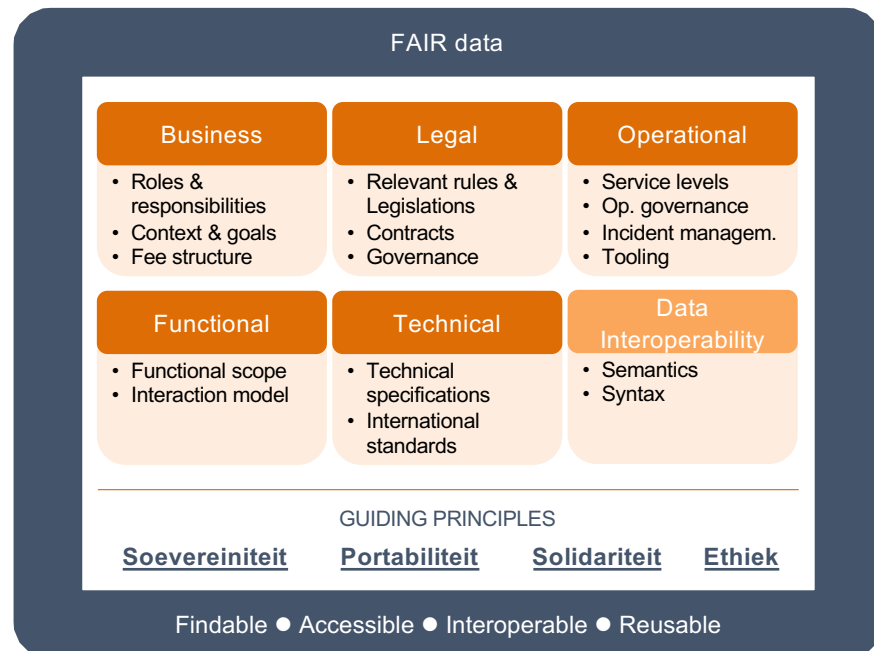 FAIR data
Business
• Roles &
responsibilities
• Context & goals
• Fee structure
Legal
• Relevant rules &
Legislations
• Contracts
• Governance
Operational
• Service levels
• Op. governance
• Incident managem.
• Tooling
Functional
• Functional scope
• Interaction model
Technical
• Technical
specifications
• International
standards
Data
Interoperability
• Semantics
• Syntax
GUIDING PRINCIPLES
Soevereiniteit Portabiliteit Solidariteit Ethiek
Findable ● Accessible ● Interoperable ● Reusable